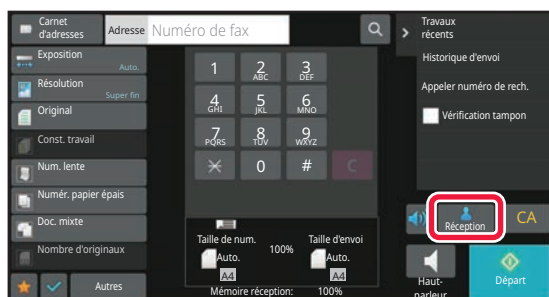 Carnet
d'adresses
Adresse
Numéro de fax
Travaux
récents
Exposition
Auto.
Résolution
Super fin
Original
Const. travail
Num. lente
Numér. papier
épais
Doc. mixte
Nombre d'originaux
Autres
1
2
ABC
3
DEF
4
GHI
5
JKL
6
MNO
7
PQRS
8
TUV
9
WXYZ
0
#
C
Taille de num.
100%
Taille d'envoi
Auto.
Auto.
A4
A4
Mémoire réception: 100%
Historique d'envoi
Appeler numéro de rech.
Vérification tampon
Réception
CA
Haut-
parleur
Départ